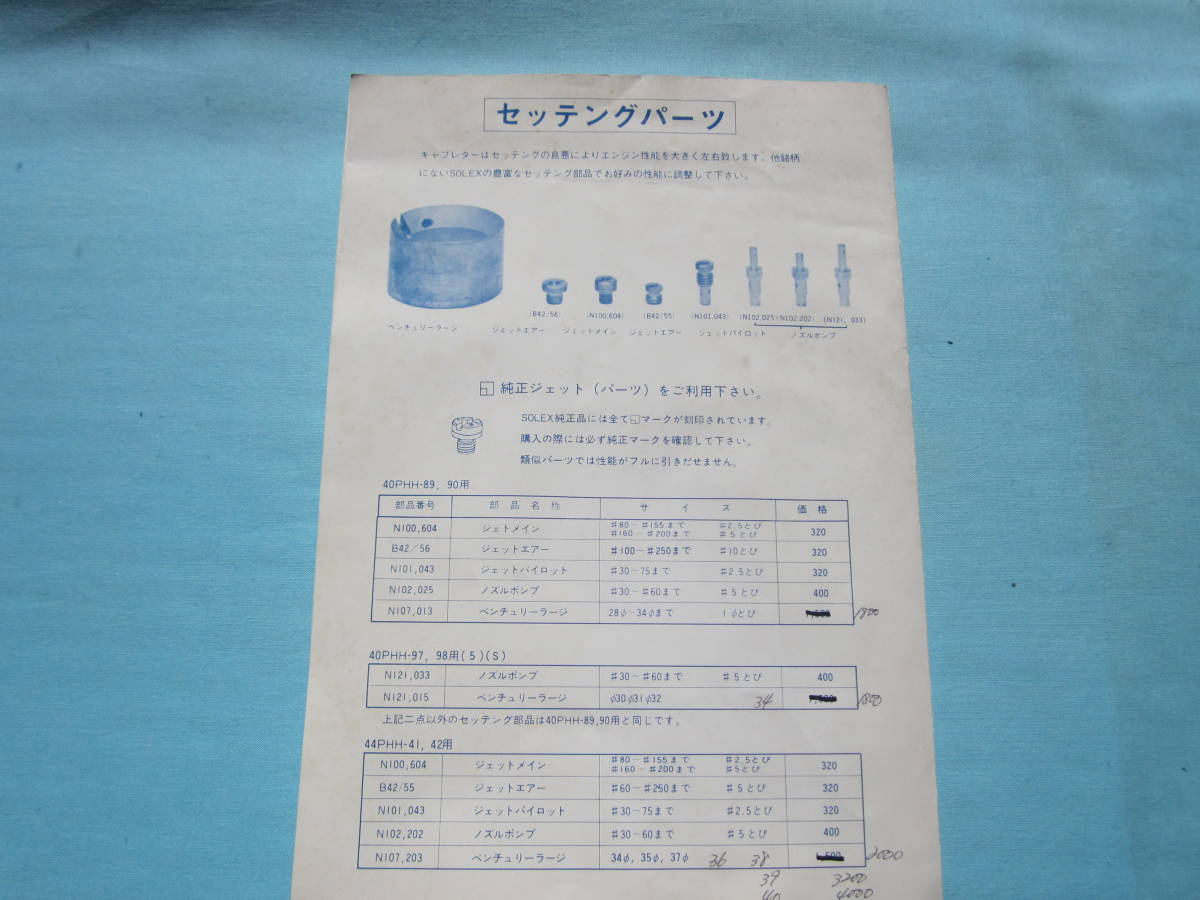 セッテングパーツ
キャブレターはセッテングの良悪によりエンジン性能を大きく左右致します。他銘柄
にないSOLEXの豊富なセッテング部品でお好みの性能に調整して下さい。
(B42/56) (N100,604) (B42/55) (N101,043) (N102,025) (N102,202) (N121,033)
ベンチュリーラージ ジェットエアー ジェットメイン ジェットエアー ジェットパイロット ノズルポンプ
純正ジェット(パーツ)をご利用下さい。
SOLEX純正品には全てマークが刻印されています。
購入の際には必ず純正マークを確認して下さい。
類似パーツでは性能がフルに引きだせません。
40PHH-89, 90用
部品番号 部品名称 サイズ 価格
N100,604 ジェトメイン #80~#155まで #2.5とび 320
#160~#200まで #5とび
B42/56 ジェットエアー #100~#250まで #10とび 320
N101,043 ジェットパイロット #30~75まで #2.5とび 320
N102,025 ノズルポンプ #30~#60まで #5とび 400
N107,013 ベンチュリーラージ 28φ~34φまで 1φとび 1800
40PHH-97, 98用(5)(S)
N121,033 ノズルポンプ #30~#60まで #5とび 400
N121,015 ベンチュリーラージ φ30φ31φ32 34 1800
上記二点以外のセッテング部品は40PHH-89,90用と同じです。
44PHH-41, 42用
N100,604 ジェットメイン #80~#155まで #2.5とび 320
#160~#200まで #5とび
B42/55 ジェットエアー #60~#250まで #5とび 320
N101,043 ジェットパイロット #30~75まで #2.5とび 320
N102,202 ノズルポンプ #30~60まで #5とび 400
N107,203 ベンチュリーラージ 34φ, 35φ, 37φ 36 38 2000
39 3200
40 4000